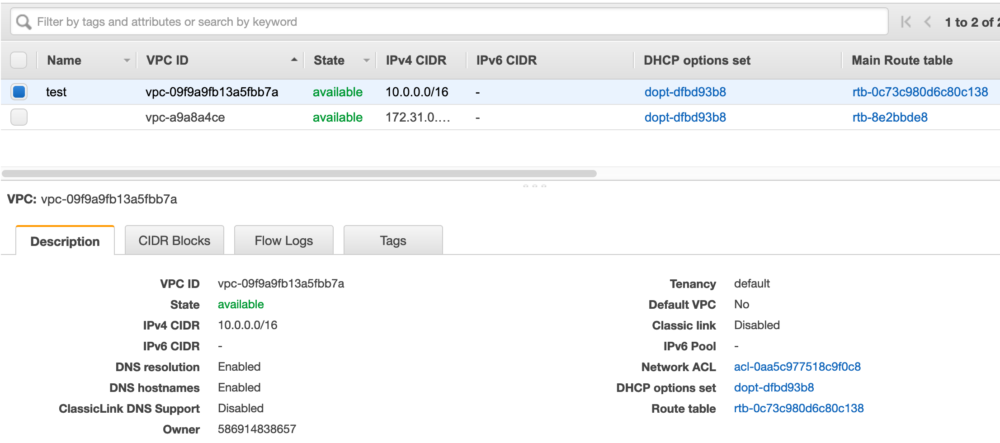 Filter by tags and attributes or search by keyword 1 to 2 of
Name VPC ID State IPv4 CIDR IPv6 CIDR DHCP options set Main Route table
test vpc-09f9a9fb13a5fbb7a available 10.0.0.0/16 - dopt-dfbd93b8 rtb-0c73c980d6c80c138
vpc-a9a8a4ce available 172.31.0.... - dopt-dfbd93b8 rtb-8e2bbde8
VPC: vpc-09f9a9fb13a5fbb7a
Description CIDR Blocks Flow Logs Tags
VPC ID vpc-09f9a9fb13a5fbb7a Tenancy default
State available Default VPC No
IPv4 CIDR 10.0.0.0/16 Classic link Disabled
IPv6 CIDR - IPv6 Pool -
DNS resolution Enabled Network ACL acl-0aa5c977518c9f0c8
DNS hostnames Enabled DHCP options set dopt-dfbd93b8
ClassicLink DNS Support Disabled Route table rtb-0c73c980d6c80c138
Owner 586914838657